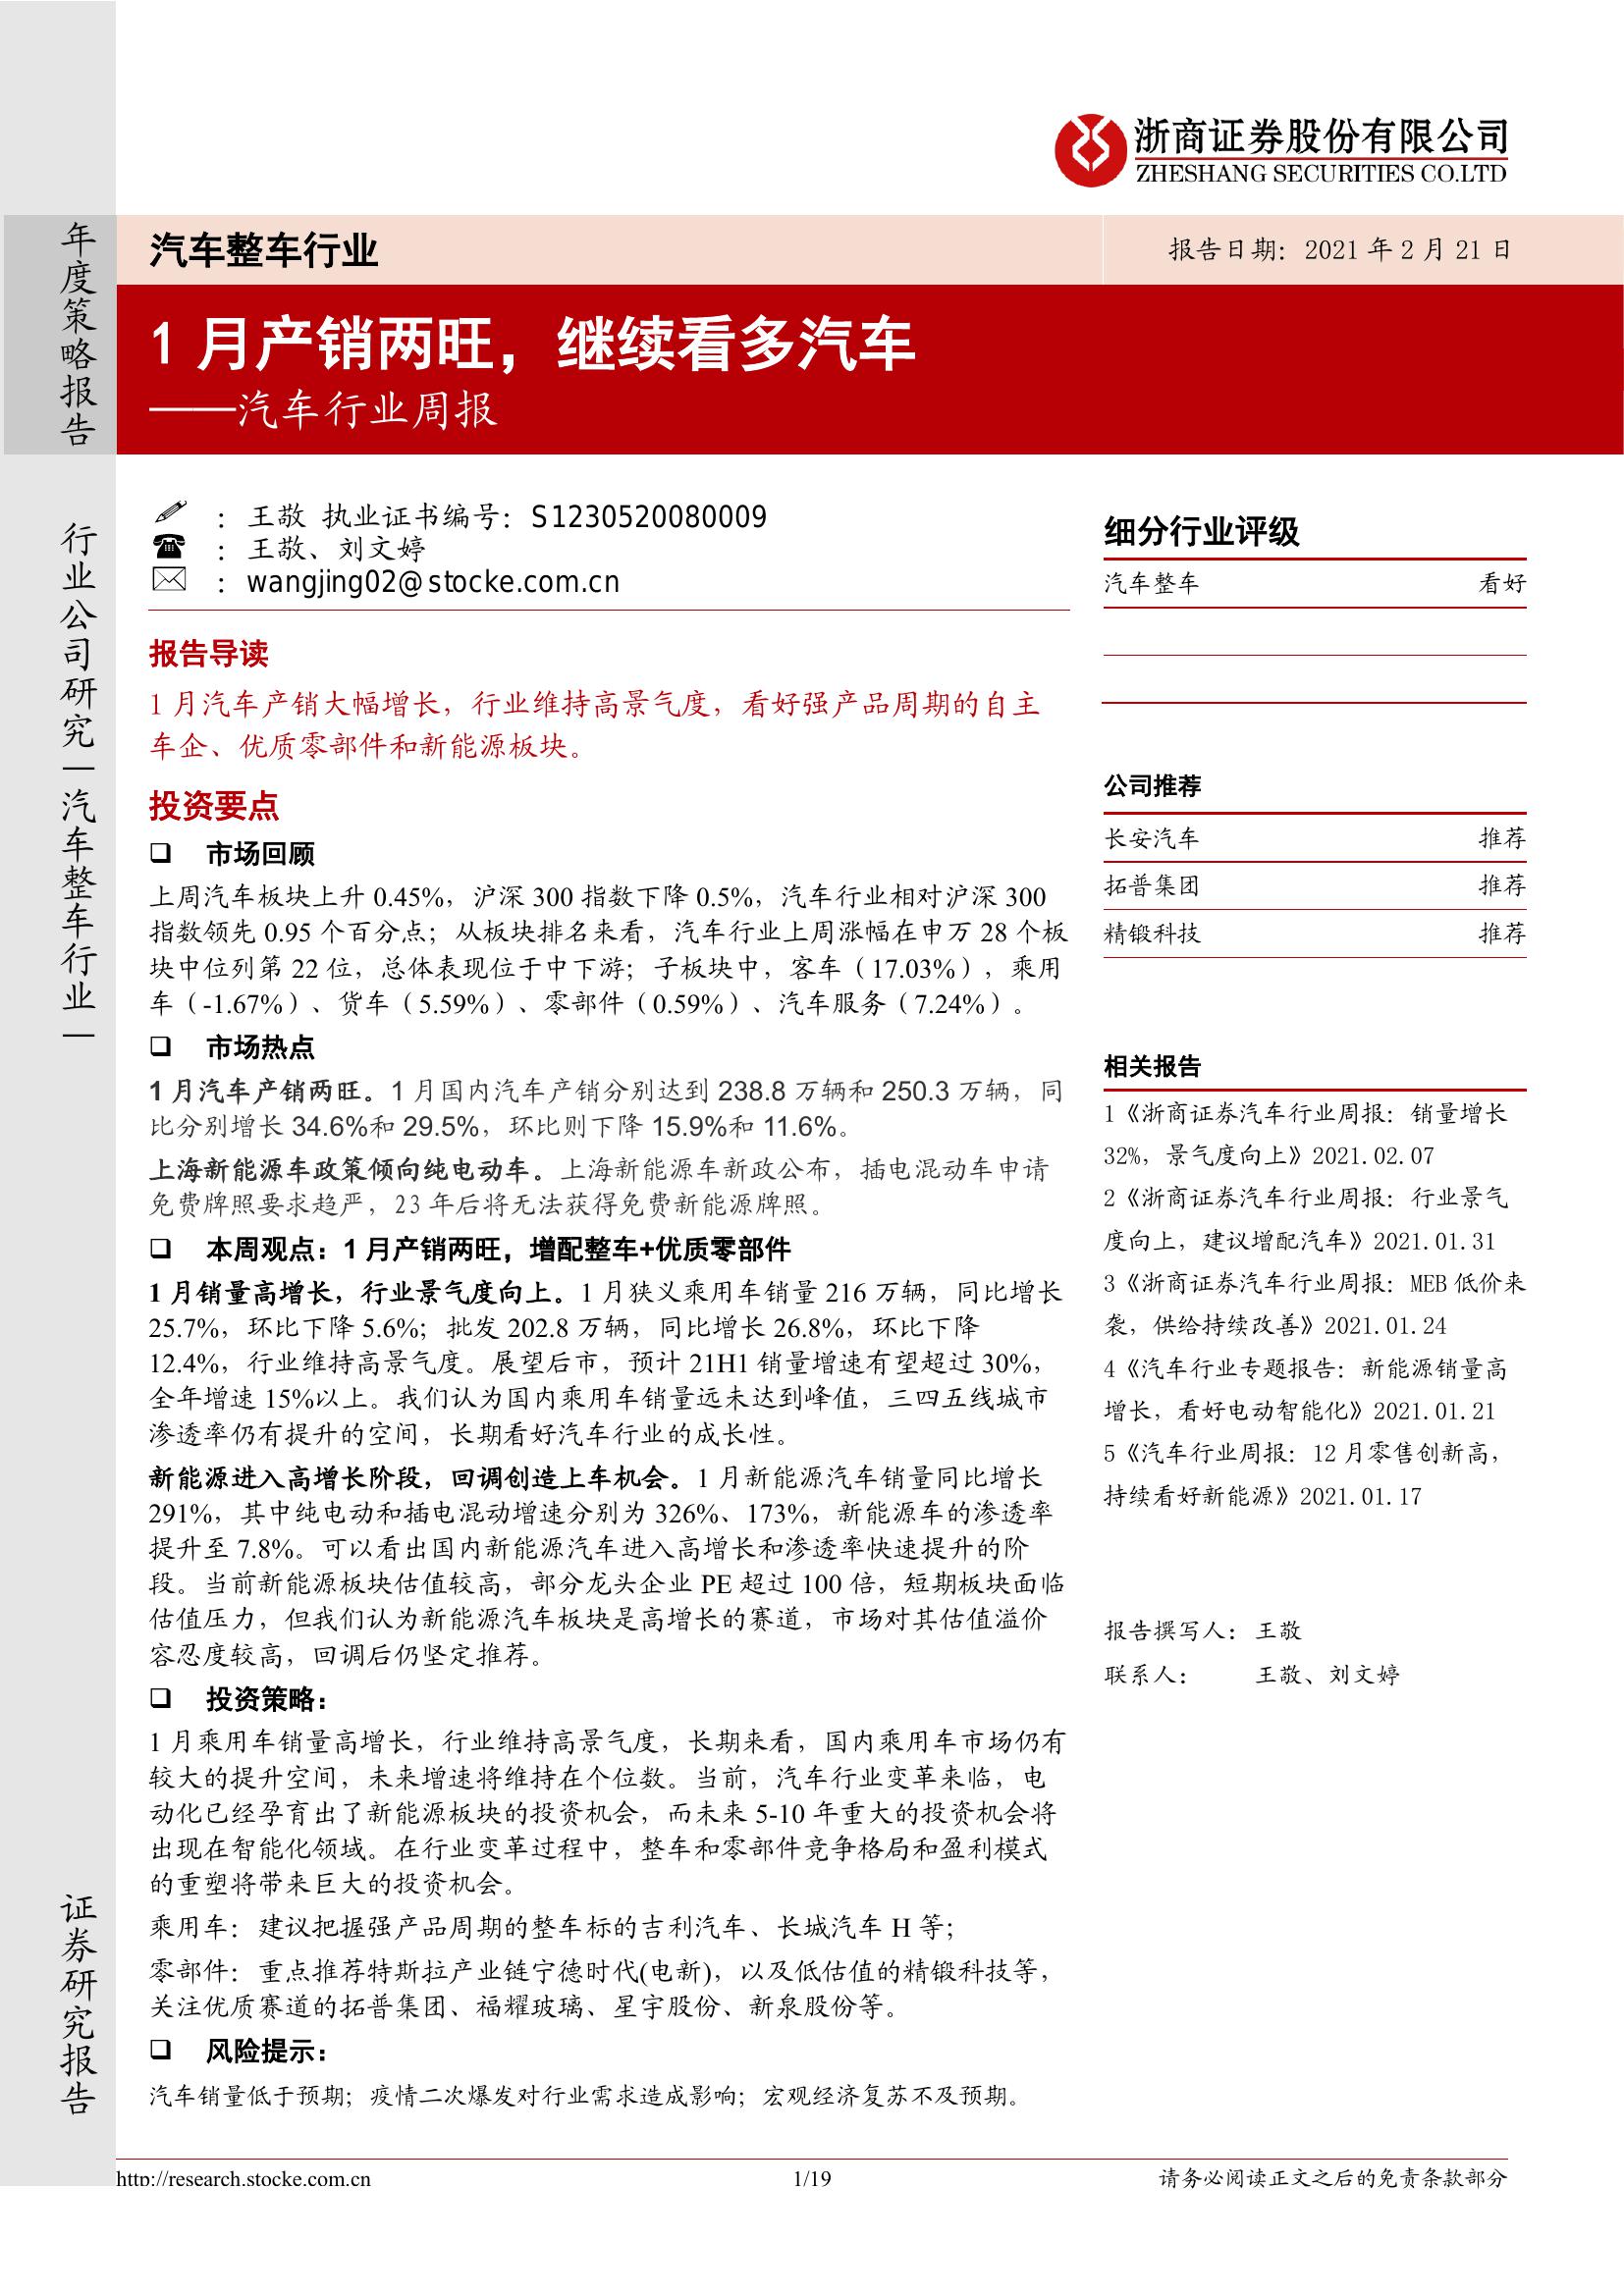 浙商证券股份有限公司
ZHESHANG SECURITIES CO.LTD
年度策略报告
行业公司研究|汽车整车行业|
证券研究报告
汽车整车行业
报告日期：2021 年 2 月 21 日
1 月产销两旺，继续看多汽车
——汽车行业周报
：王敬 执业证书编号：S1230520080009
：王敬、刘文婷
：wangjing02@stocke.com.cn
报告导读
1 月汽车产销大幅增长，行业维持高景气度，看好强产品周期的自主
车企、优质零部件和新能源板块。
投资要点
❑ 市场回顾
上周汽车板块上升 0.45%，沪深 300 指数下降 0.5%，汽车行业相对沪深 300
指数领先 0.95 个百分点；从板块排名来看，汽车行业上周涨幅在申万 28 个板
块中位列第 22 位，总体表现位于中下游；子板块中，客车（17.03%），乘用
车（-1.67%）、货车（5.59%）、零部件（0.59%）、汽车服务（7.24%）。
❑ 市场热点
1 月汽车产销两旺。1 月国内汽车产销分别达到 238.8 万辆和 250.3 万辆，同
比分别增长 34.6%和 29.5%，环比则下降 15.9%和 11.6%。
上海新能源车政策倾向纯电动车。上海新能源车新政公布，插电混动车申请
免费牌照要求趋严，23 年后将无法获得免费新能源牌照。
❑ 本周观点：1 月产销两旺，增配整车+优质零部件
1 月销量高增长，行业景气度向上。1 月狭义乘用车销量 216 万辆，同比增长
25.7%，环比下降 5.6%；批发 202.8 万辆，同比增长 26.8%，环比下降
12.4%，行业维持高景气度。展望后市，预计 21H1 销量增速有望超过 30%，
全年增速 15%以上。我们认为国内乘用车销量远未达到峰值，三四五线城市
渗透率仍有提升的空间，长期看好汽车行业的成长性。
新能源进入高增长阶段，回调创造上车机会。1 月新能源汽车销量同比增长
291%，其中纯电动和插电混动增速分别为 326%、173%，新能源车的渗透率
提升至 7.8%。可以看出国内新能源汽车进入高增长和渗透率快速提升的阶
段。当前新能源板块估值较高，部分龙头企业 PE 超过 100 倍，短期板块面临
估值压力，但我们认为新能源汽车板块是高增长的赛道，市场对其估值溢价
容忍度较高，回调后仍坚定推荐。
❑ 投资策略：
1 月乘用车销量高增长，行业维持高景气度，长期来看，国内乘用车市场仍有
较大的提升空间，未来增速将维持在个位数。当前，汽车行业变革来临，电
动化已经孕育出了新能源板块的投资机会，而未来 5-10 年重大的投资机会将
出现在智能化领域。在行业变革过程中，整车和零部件竞争格局和盈利模式
的重塑将带来巨大的投资机会。
乘用车：建议把握强产品周期的整车标的吉利汽车、长城汽车 H 等；
零部件：重点推荐特斯拉产业链宁德时代(电新)，以及低估值的精锻科技等，
关注优质赛道的拓普集团、福耀玻璃、星宇股份、新泉股份等。
❑ 风险提示：
汽车销量低于预期；疫情二次爆发对行业需求造成影响；宏观经济复苏不及预期。
细分行业评级
汽车整车 看好
公司推荐
长安汽车 推荐
拓普集团 推荐
精锻科技 推荐
相关报告
1《浙商证券汽车行业周报：销量增长
32%，景气度向上》2021.02.07
2《浙商证券汽车行业周报：行业景气
度向上，建议增配汽车》2021.01.31
3《浙商证券汽车行业周报：MEB 低价来
袭，供给持续改善》2021.01.24
4《汽车行业专题报告：新能源销量高
增长，看好电动智能化》2021.01.21
5《汽车行业周报：12 月零售创新高，
持续看好新能源》2021.01.17
报告撰写人：王敬
联系人： 王敬、刘文婷
http://research.stocke.com.cn
1/19
请务必阅读正文之后的免责条款部分